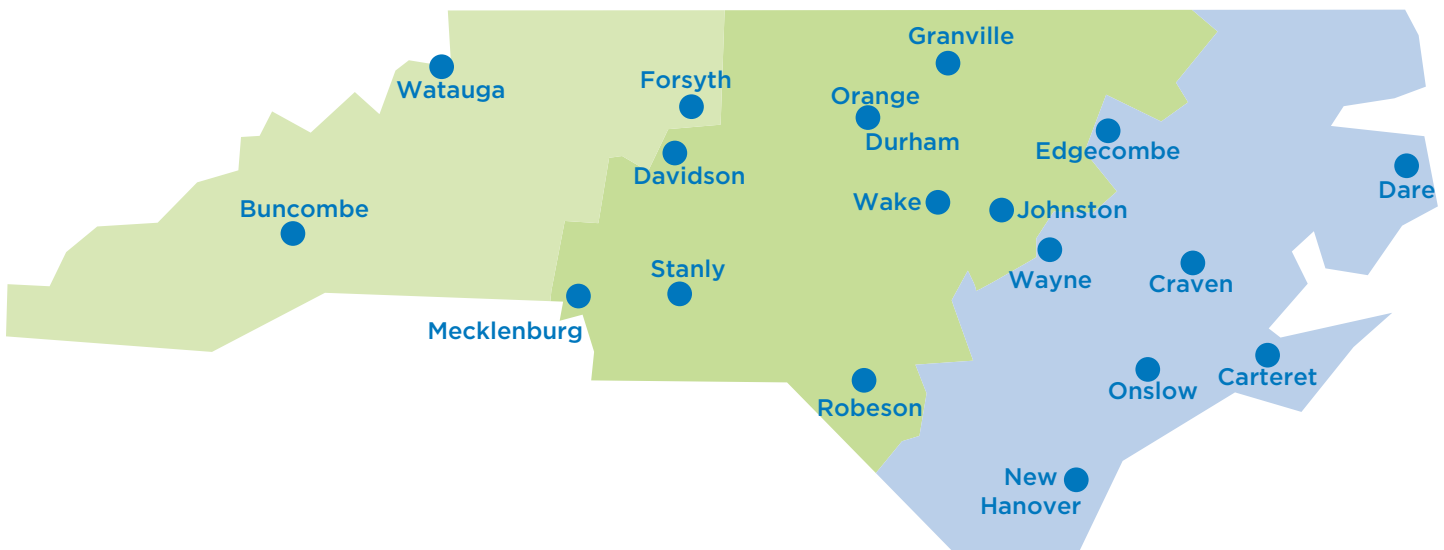 Granville
Watauga
Forsyth
Orange
Durham
Edgecombe
Davidson
Dare
Buncombe
Wake
Johnston
Stanly
Wayne
Craven
Mecklenburg
Carteret
Onslow
Robeson
New
Hanover